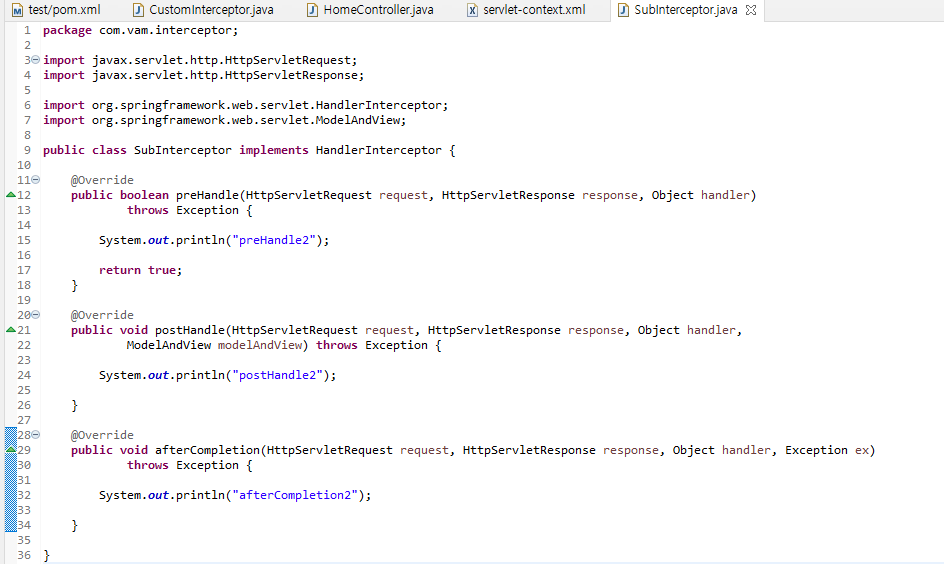 test/pom.xml CustomInterceptor.java HomeController.java servlet-context.xml SubInterceptor.java
1 package com.vam.interceptor;
2
3 import javax.servlet.http.HttpServletRequest;
4 import javax.servlet.http.HttpServletResponse;
5
6 import org.springframework.web.servlet.HandlerInterceptor;
7 import org.springframework.web.servlet.ModelAndView;
8
9 public class SubInterceptor implements HandlerInterceptor {
10
11 @Override
12 public boolean preHandle(HttpServletRequest request, HttpServletResponse response, Object handler)
13 throws Exception {
14
15 System.out.println("preHandle2");
16
17 return true;
18 }
19
20 @Override
21 public void postHandle(HttpServletRequest request, HttpServletResponse response, Object handler,
22 ModelAndView modelAndView) throws Exception {
23
24 System.out.println("postHandle2");
25
26 }
27
28 @Override
29 public void afterCompletion(HttpServletRequest request, HttpServletResponse response, Object handler, Exception ex)
30 throws Exception {
31
32 System.out.println("afterCompletion2");
33
34 }
35
36 }